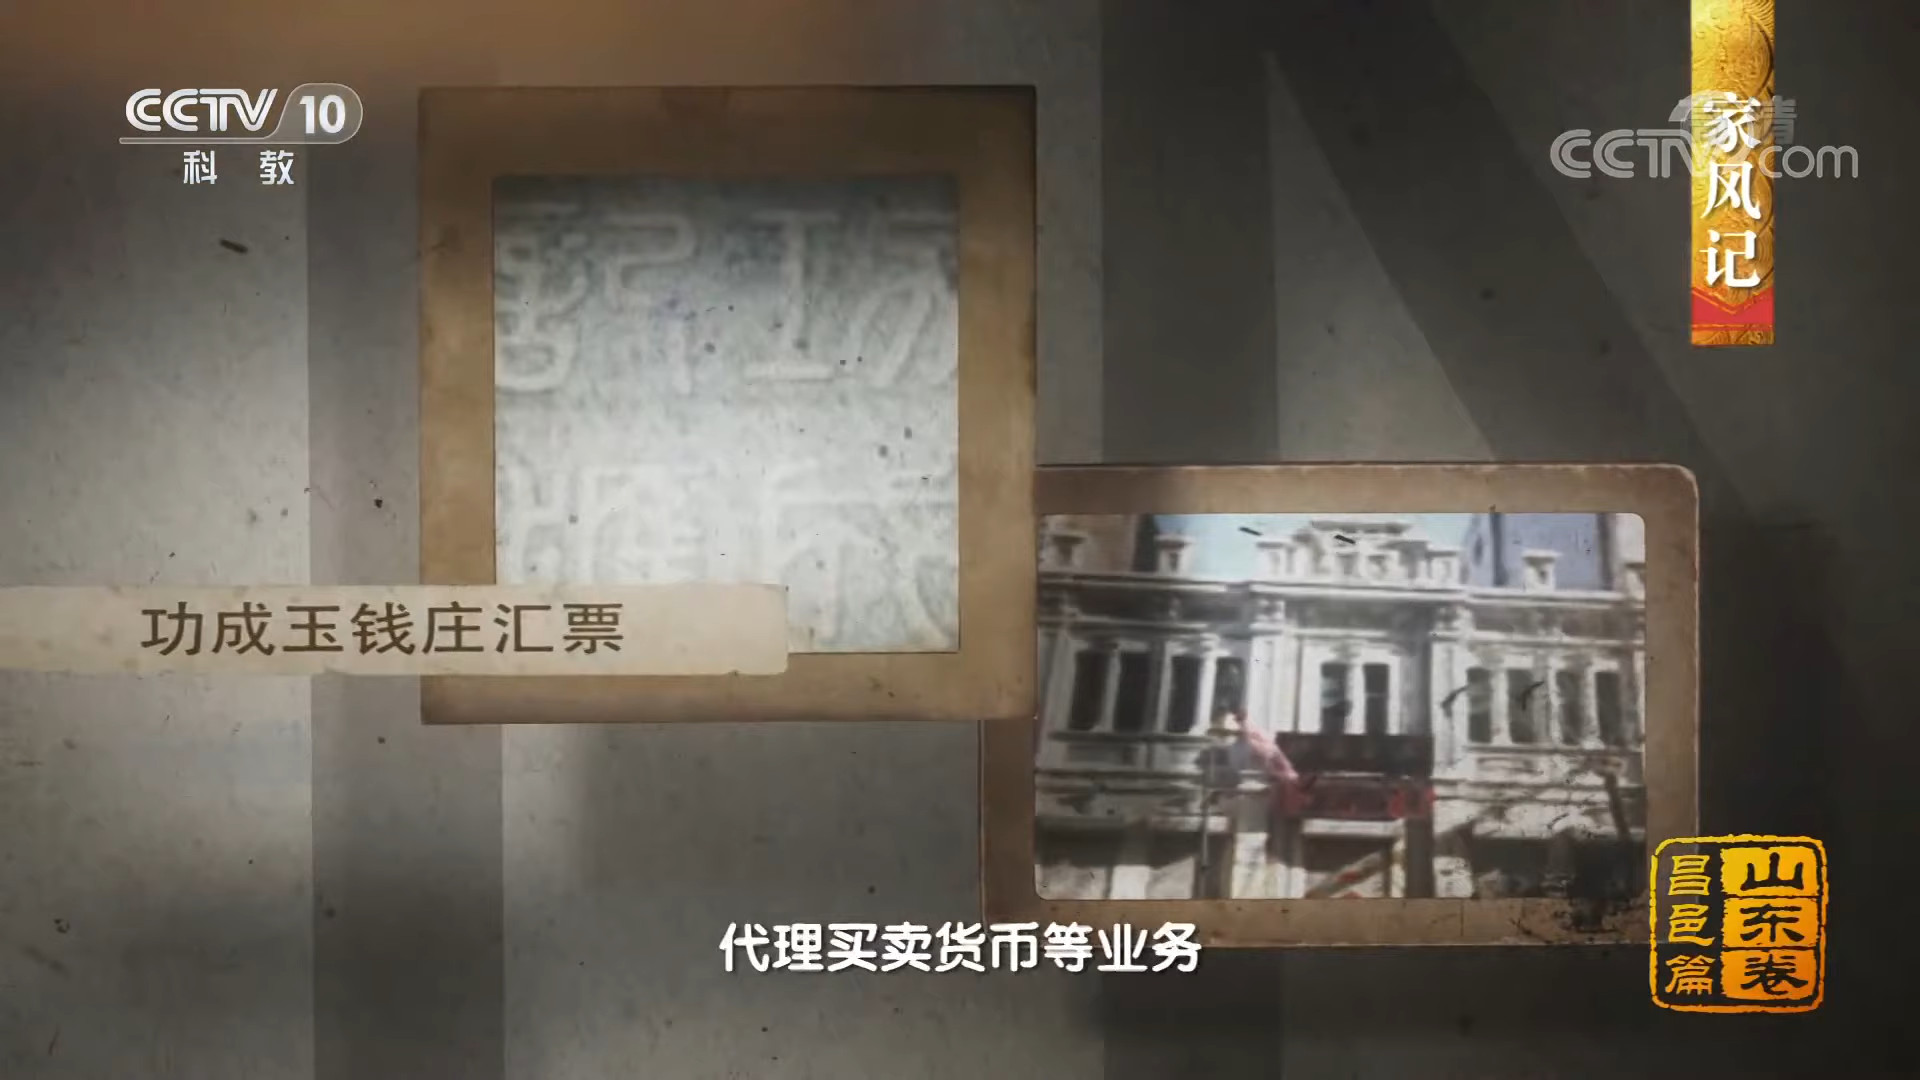 CCTV 10
科 教
家风记
CCTV.com
功成玉钱庄汇票
代理买卖货币等业务
山东卷
昌邑篇